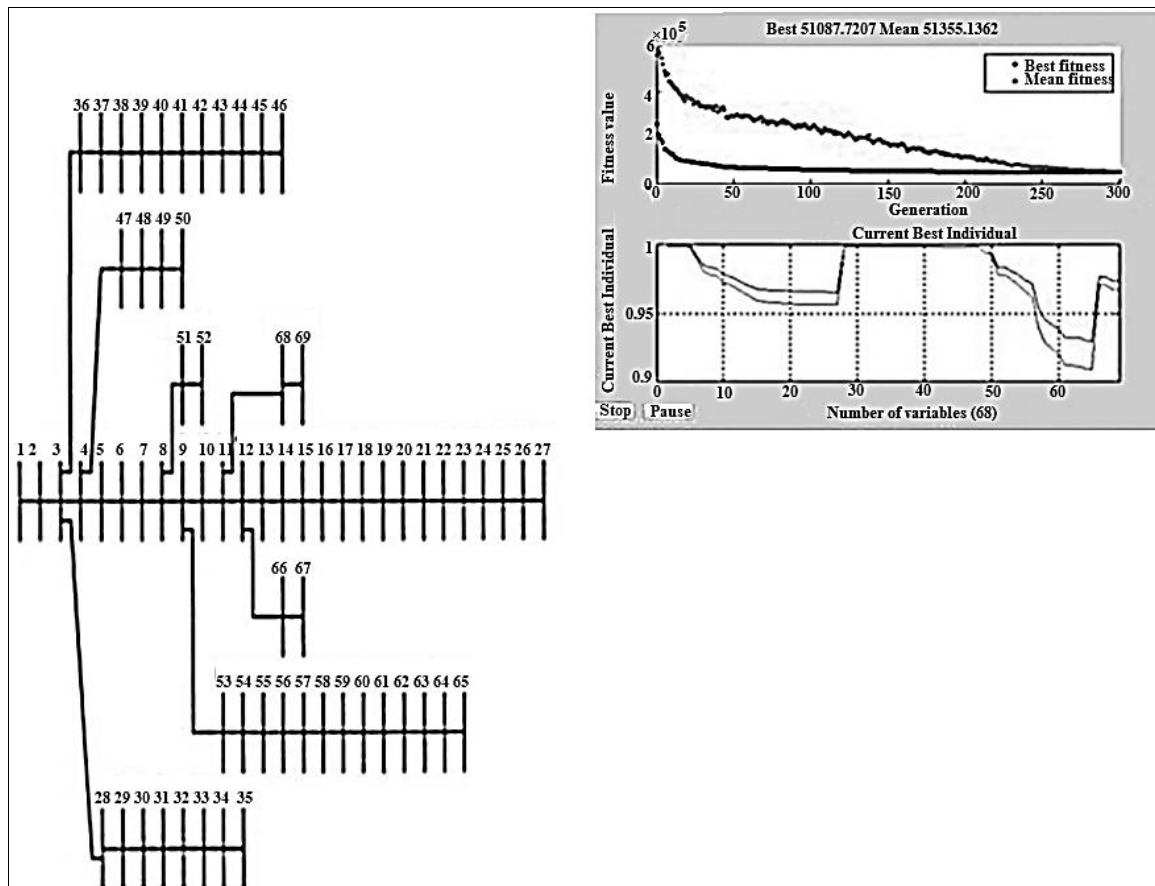 36 37 38 39 40 41 42 43 44 45 46
47 48 49 50
51 52
68 69
1 2 3 4 5 6 7 8 9 10 11 12 13 14 15 16 17 18 19 20 21 22 23 24 25 26 27
66 67
53 54 55 56 57 58 59 60 61 62 63 64 65
28 29 30 31 32 33 34 35
Best 51087.7207 Mean 51355.1362
×10⁵
6
4
2
0
Fitness value
Best fitness
Mean fitness
0 50 100 150 200 250 300
Generation
Current Best Individual
Current Best Individual
1
0.95
0.9
0 10 20 30 40 50 60
Number of variables (68)
Stop Pause